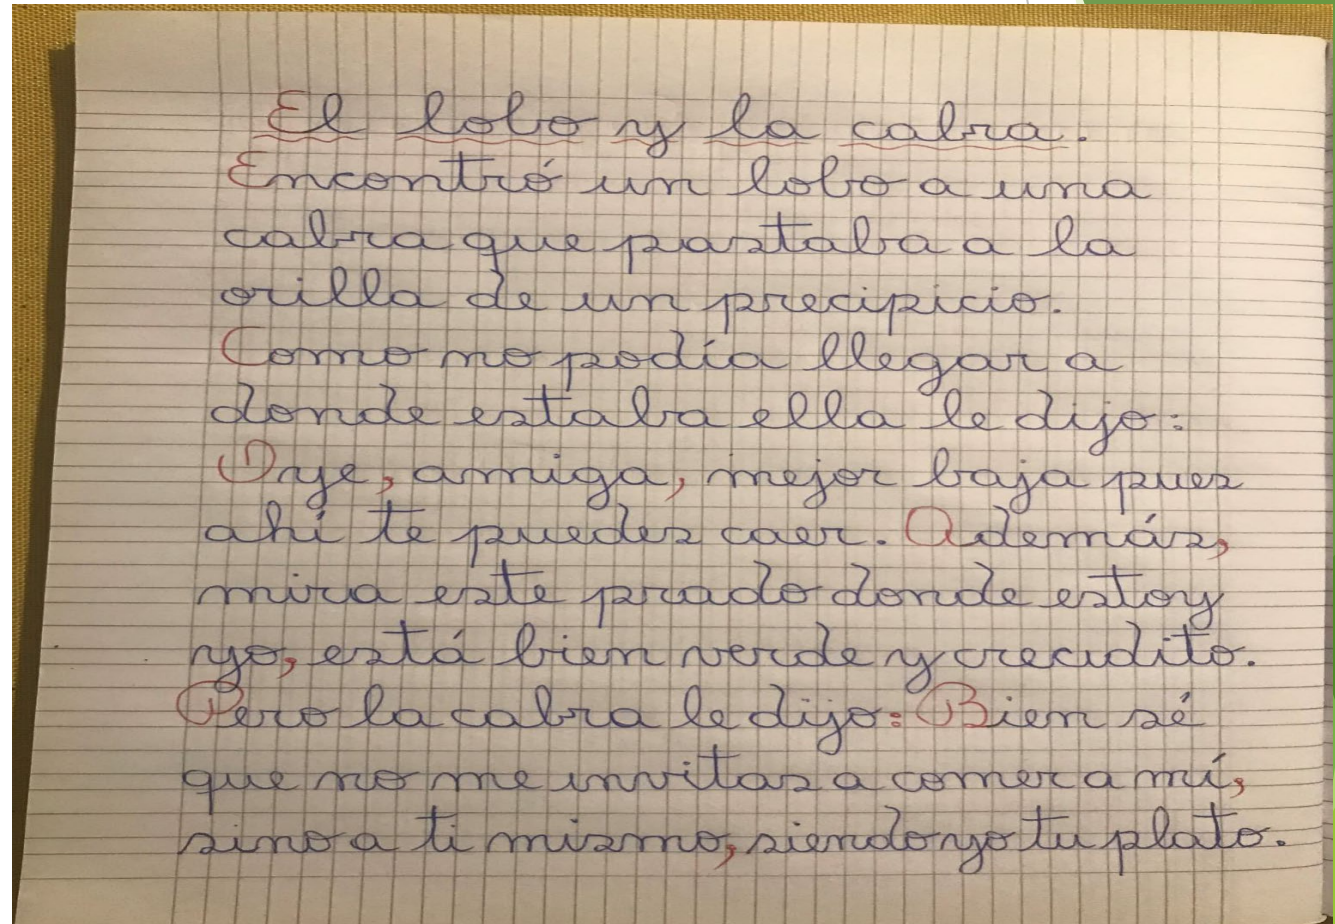 El lobo y la cabra.
Encontró un lobo a una
cabra que pastaba a la
orilla de un precipicio.
Como no podía llegar a
donde estaba ella le dijo:
Oye, amiga, mejor baja pues
ahí te puedes caer. Además,
mira este prado donde estoy
yo, está bien verde y crecidito.
Pero la cabra le dijo: Bien sé
que no me invitas a comer a mí,
sino a ti mismo, siendo yo tu plato.